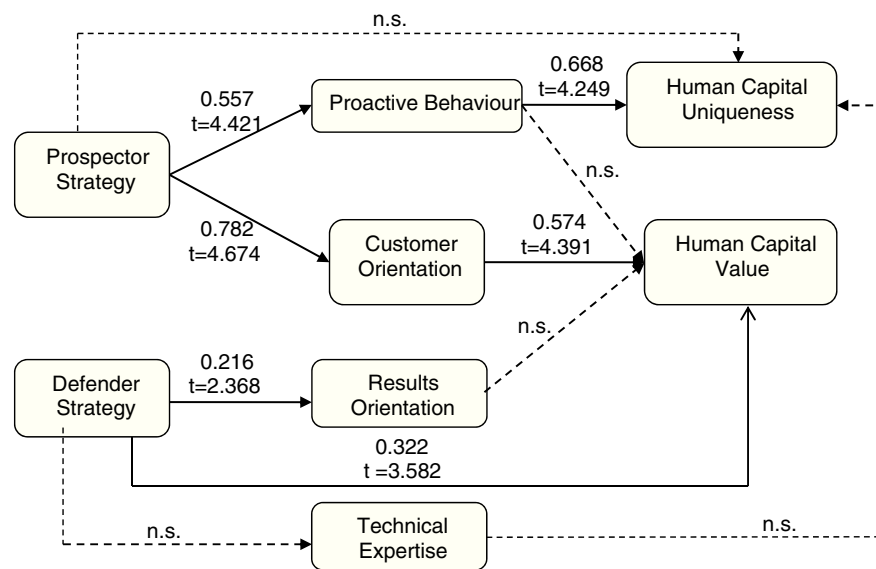 n.s.
0.557
t=4.421
Proactive Behaviour
0.668
t=4.249
Human Capital
Uniqueness
Prospector
Strategy
n.s.
0.782
t=4.674
Customer
Orientation
0.574
t=4.391
Human Capital
Value
n.s.
Defender
Strategy
0.216
t=2.368
Results
Orientation
0.322
t =3.582
n.s.
Technical
Expertise
n.s.